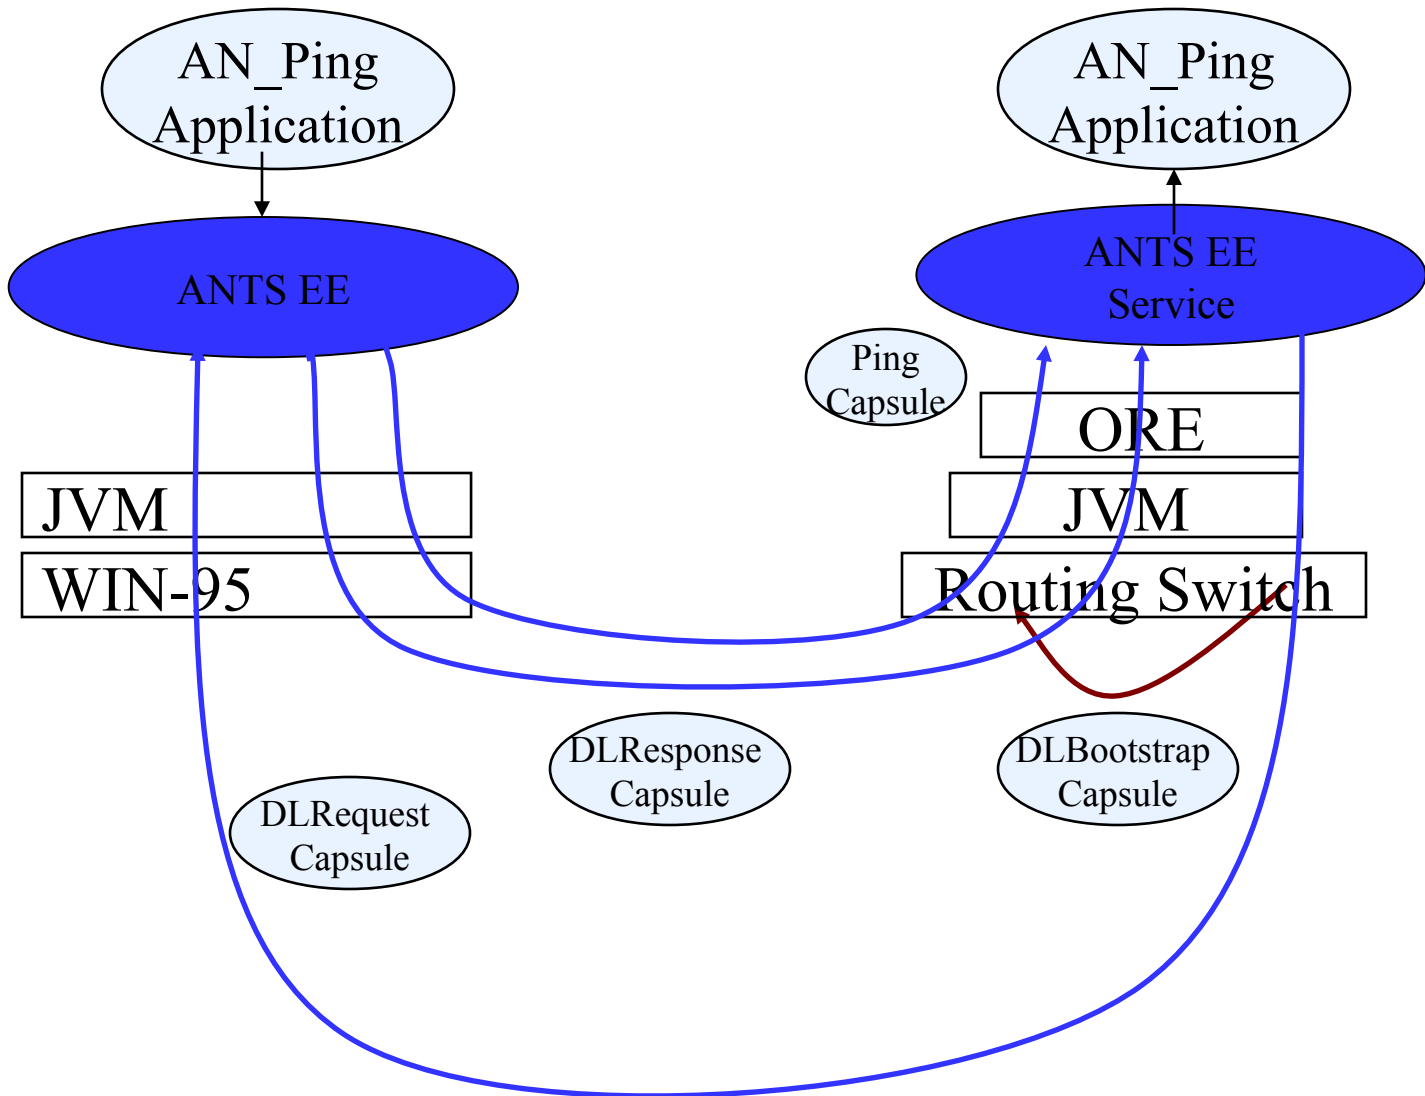 AN_Ping
Application
AN_Ping
Application
ANTS EE
ANTS EE
Service
Ping
Capsule
ORE
JVM
JVM
WIN-95
Routing Switch
DLResponse
Capsule
DLBootstrap
Capsule
DLRequest
Capsule